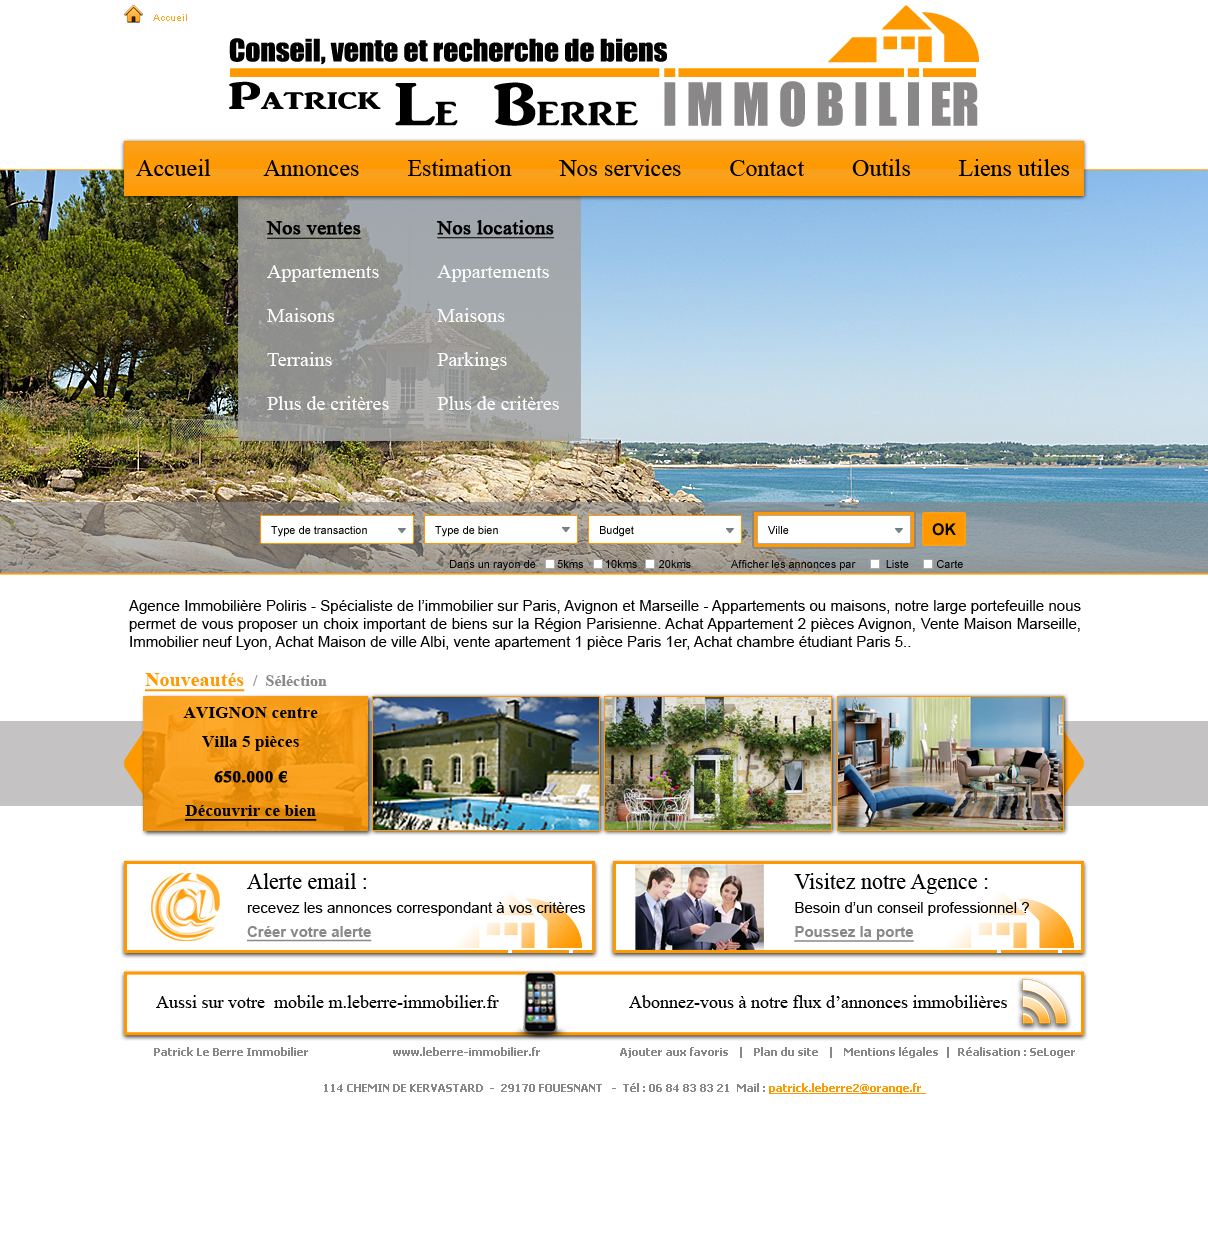 Accueil
Conseil, vente et recherche de biens
PATRICK LE BERRE IMMOBILIER
Accueil Annonces Estimation Nos services Contact Outils Liens utiles
Nos ventes Nos locations
Appartements Appartements
Maisons Maisons
Terrains Parkings
Plus de critères Plus de critères
Type de transaction Type de bien Budget Ville OK
Dans un rayon de 5kms 10kms 20kms Afficher les annonces par Liste Carte
Agence Immobilière Poliris - Spécialiste de l’immobilier sur Paris, Avignon et Marseille - Appartements ou maisons, notre large portefeuille nous
permet de vous proposer un choix important de biens sur la Région Parisienne. Achat Appartement 2 pièces Avignon, Vente Maison Marseille,
Immobilier neuf Lyon, Achat Maison de ville Albi, vente apartement 1 pièce Paris 1er, Achat chambre étudiant Paris 5..
Nouveautés / Séléction
AVIGNON centre
Villa 5 pièces
650.000 €
Découvrir ce bien
Alerte email :
recevez les annonces correspondant à vos critères
Créer votre alerte
Visitez notre Agence :
Besoin d’un conseil professionnel ?
Poussez la porte
Aussi sur votre mobile m.leberre-immobilier.fr
Abonnez-vous à notre flux d’annonces immobilières
Patrick Le Berre Immobilier www.leberre-immobilier.fr Ajouter aux favoris | Plan du site | Mentions légales | Réalisation : SeLoger
114 CHEMIN DE KERVASTARD - 29170 FOUESNANT - Tél : 06 84 83 83 21 Mail : patrick.leberre2@orange.fr